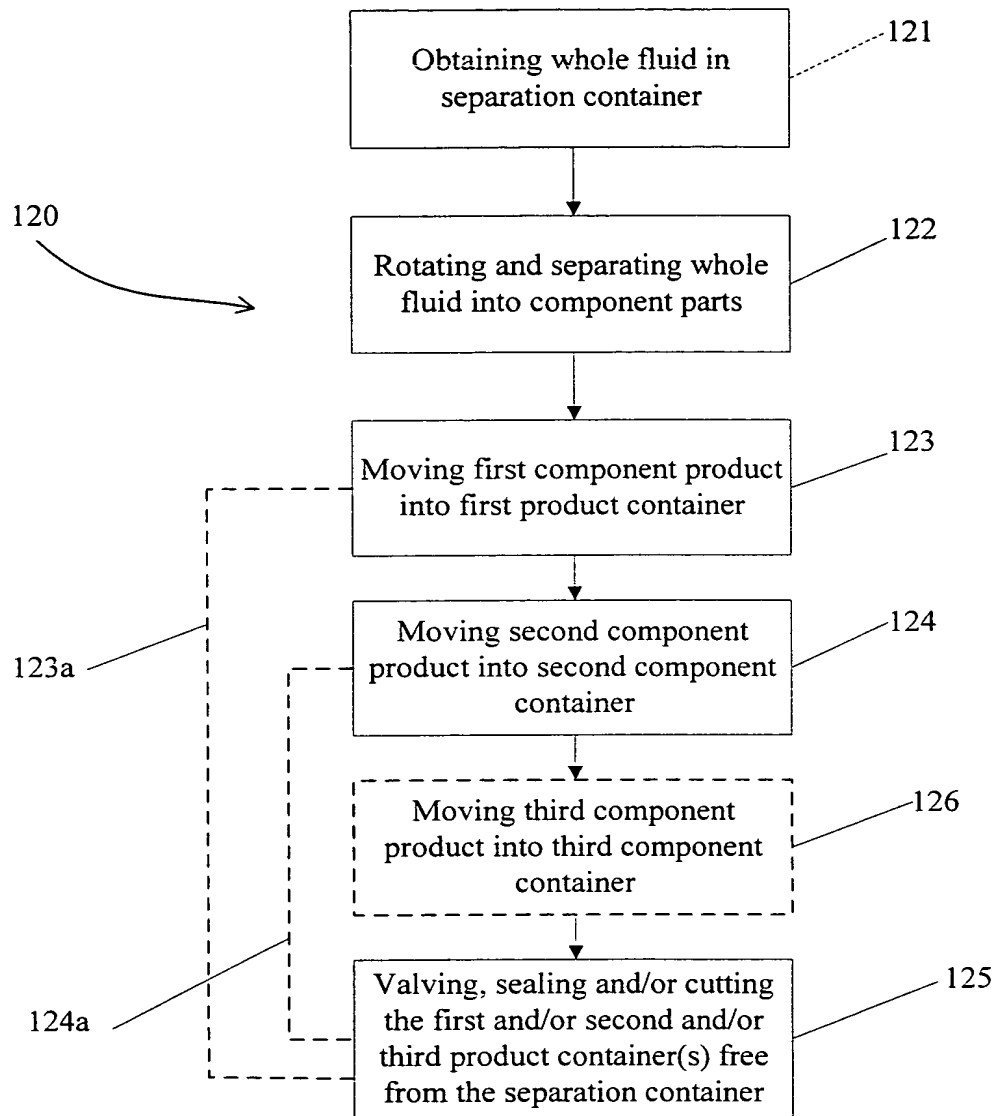 121
Obtaining whole fluid in
separation container
120
122
Rotating and separating whole
fluid into component parts
123
Moving first component product
into first product container
124
Moving second component
product into second component
container
123a
126
Moving third component
product into third component
container
125
Valving, sealing and/or cutting
the first and/or second and/or
third product container(s) free
from the separation container
124a